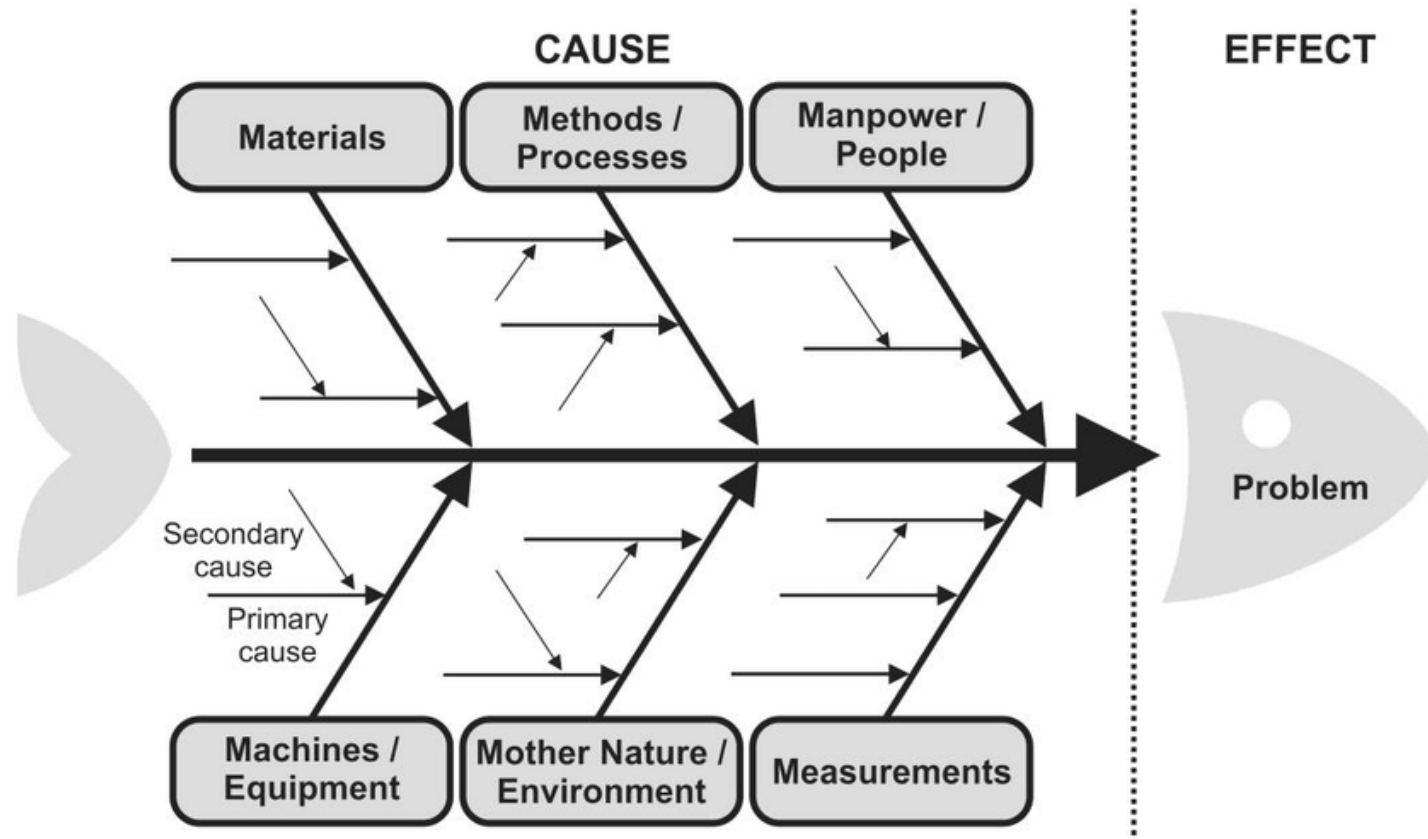 CAUSE
EFFECT
Materials
Methods /
Processes
Manpower /
People
Problem
Secondary
cause
Primary
cause
Machines /
Equipment
Mother Nature /
Environment
Measurements